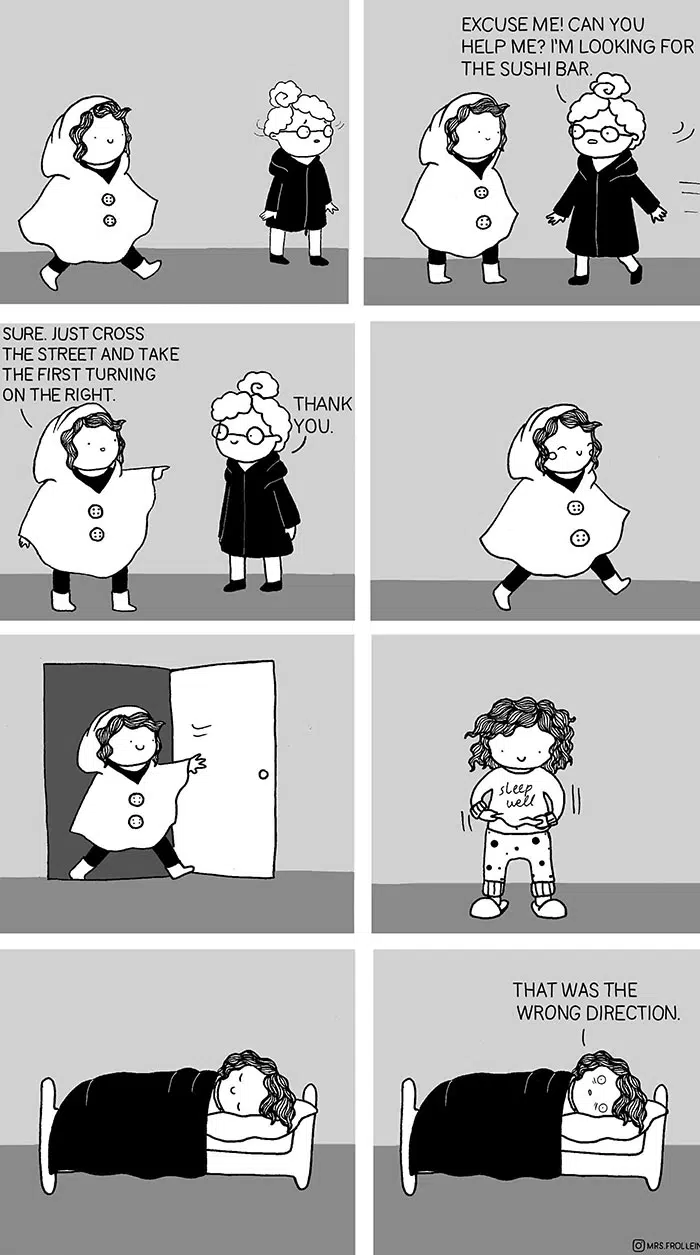 EXCUSE ME! CAN YOU
HELP ME? I'M LOOKING FOR
THE SUSHI BAR.
SURE. JUST CROSS
THE STREET AND TAKE
THE FIRST TURNING
ON THE RIGHT.
THANK
YOU.
sleep
well
THAT WAS THE
WRONG DIRECTION.
MRS.FROLLEIN